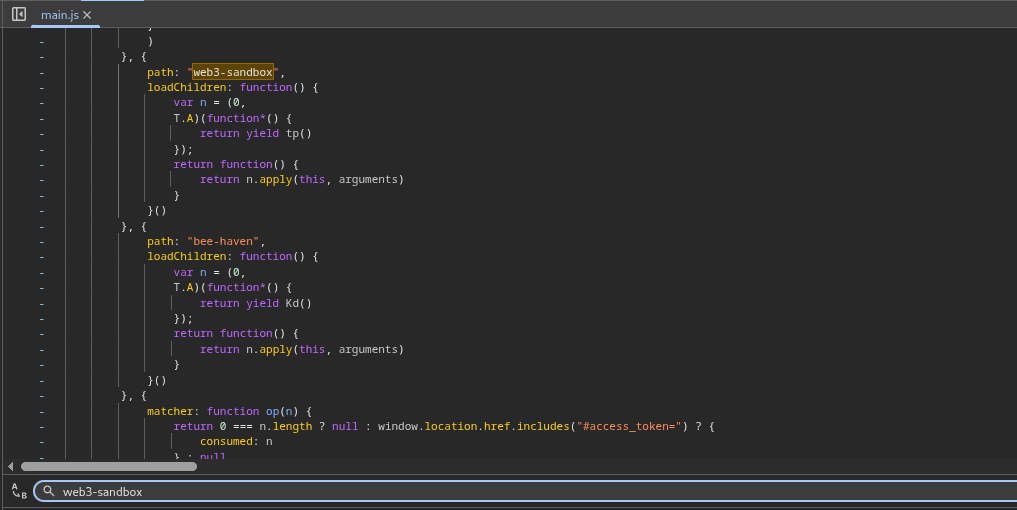 main.js
)
}, {
path: "web3-sandbox",
loadChildren: function() {
var n = (0,
T.A)(function*() {
return yield tp()
});
return function() {
return n.apply(this, arguments)
}
}()
}, {
path: "bee-haven",
loadChildren: function() {
var n = (0,
T.A)(function*() {
return yield Kd()
});
return function() {
return n.apply(this, arguments)
}
}()
}, {
matcher: function op(n) {
return 0 === n.length ? null : window.location.href.includes("#access_token=") ? {
consumed: n
} : null
A B
web3-sandbox